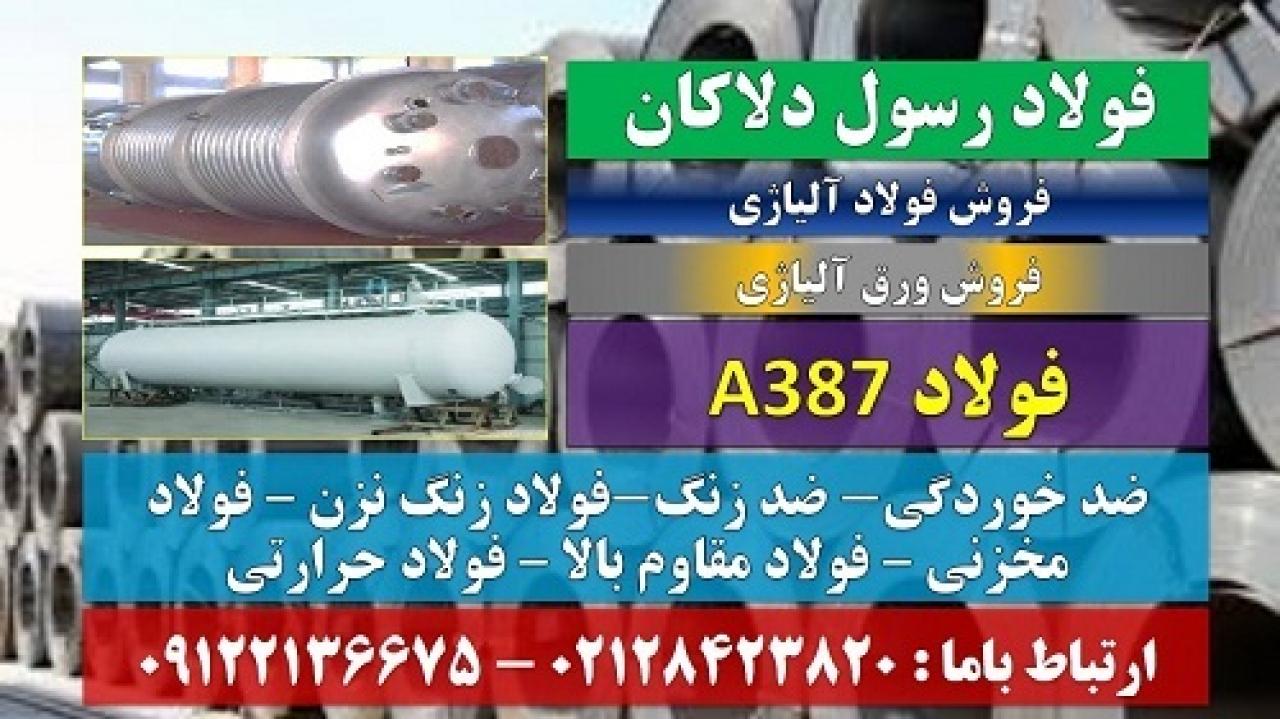 فولاد رسول دلاکان
فروش فولاد آلیاژی
فروش ورق آلیاژی
فولاد A387
ضد خوردگی – ضد زنگ –فولاد زنگ نزن – فولاد
مخزنی – فولاد مقاوم بالا – فولاد حرارتی
ارتباط باما : ۰۲۱۲۸۴۲۳۸۲۰ – ۰۹۱۲۲۱۳۶۶۷۵